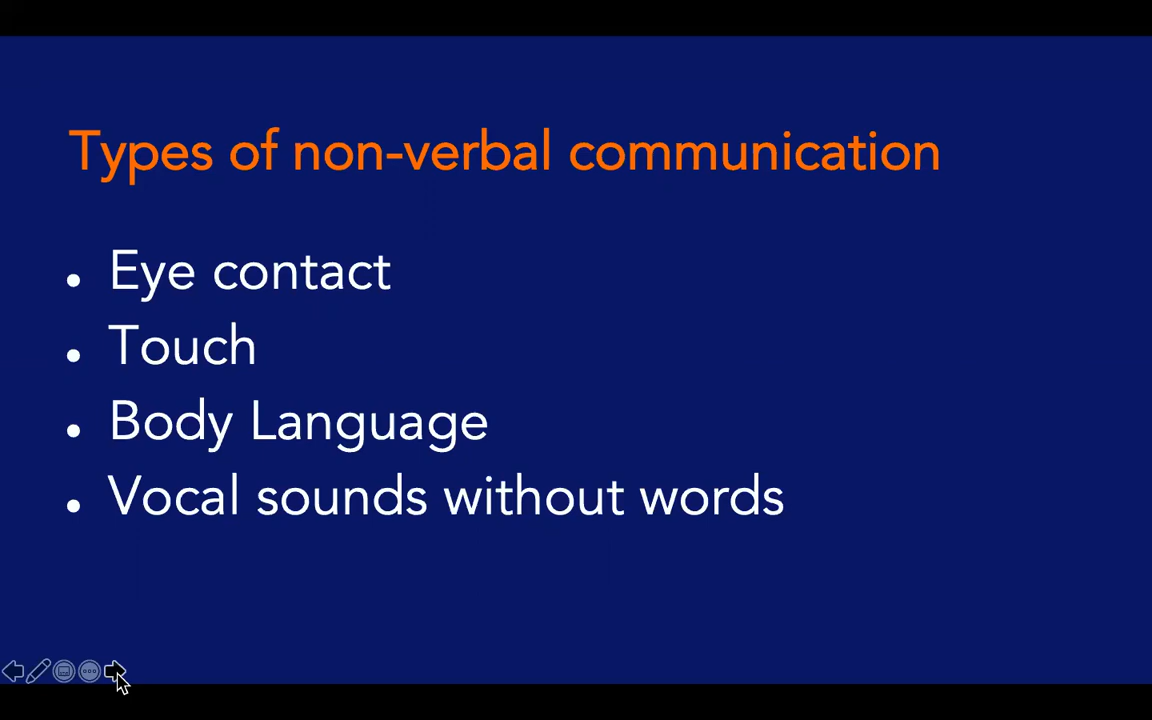 Types of non-verbal communication
• Eye contact
• Touch
• Body Language
• Vocal sounds without words